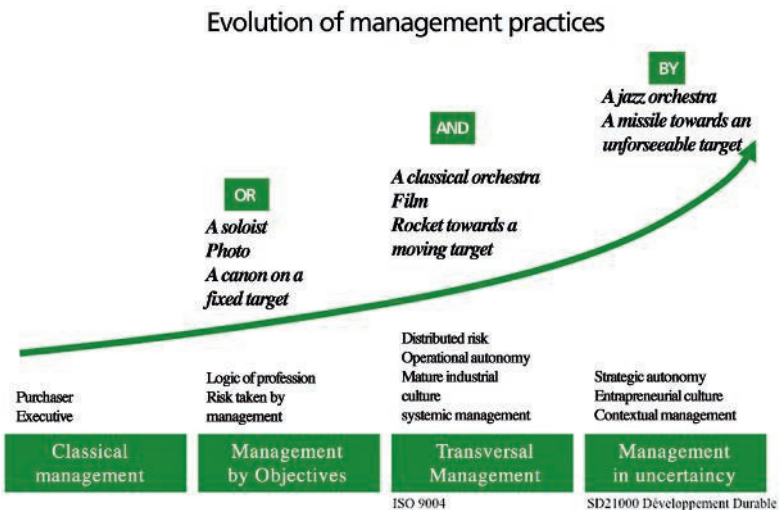 Evolution of management practices
BY
A jazz orchestra
A missile towards an
unforseeable target
AND
A classical orchestra
Film
Rocket towards a
moving target
OR
A soloist
Photo
A canon on a
fixed target
Purchaser
Executive
Logic of profession
Risk taken by
management
Distributed risk
Operational autonomy
Mature industrial
culture
systemic management
Strategic autonomy
Entrapreneurial culture
Contextual management
Classical
management
Management
by Objectives
Transversal
Management
Management
in uncertaincy
ISO 9004
SD21000 Développement Durable